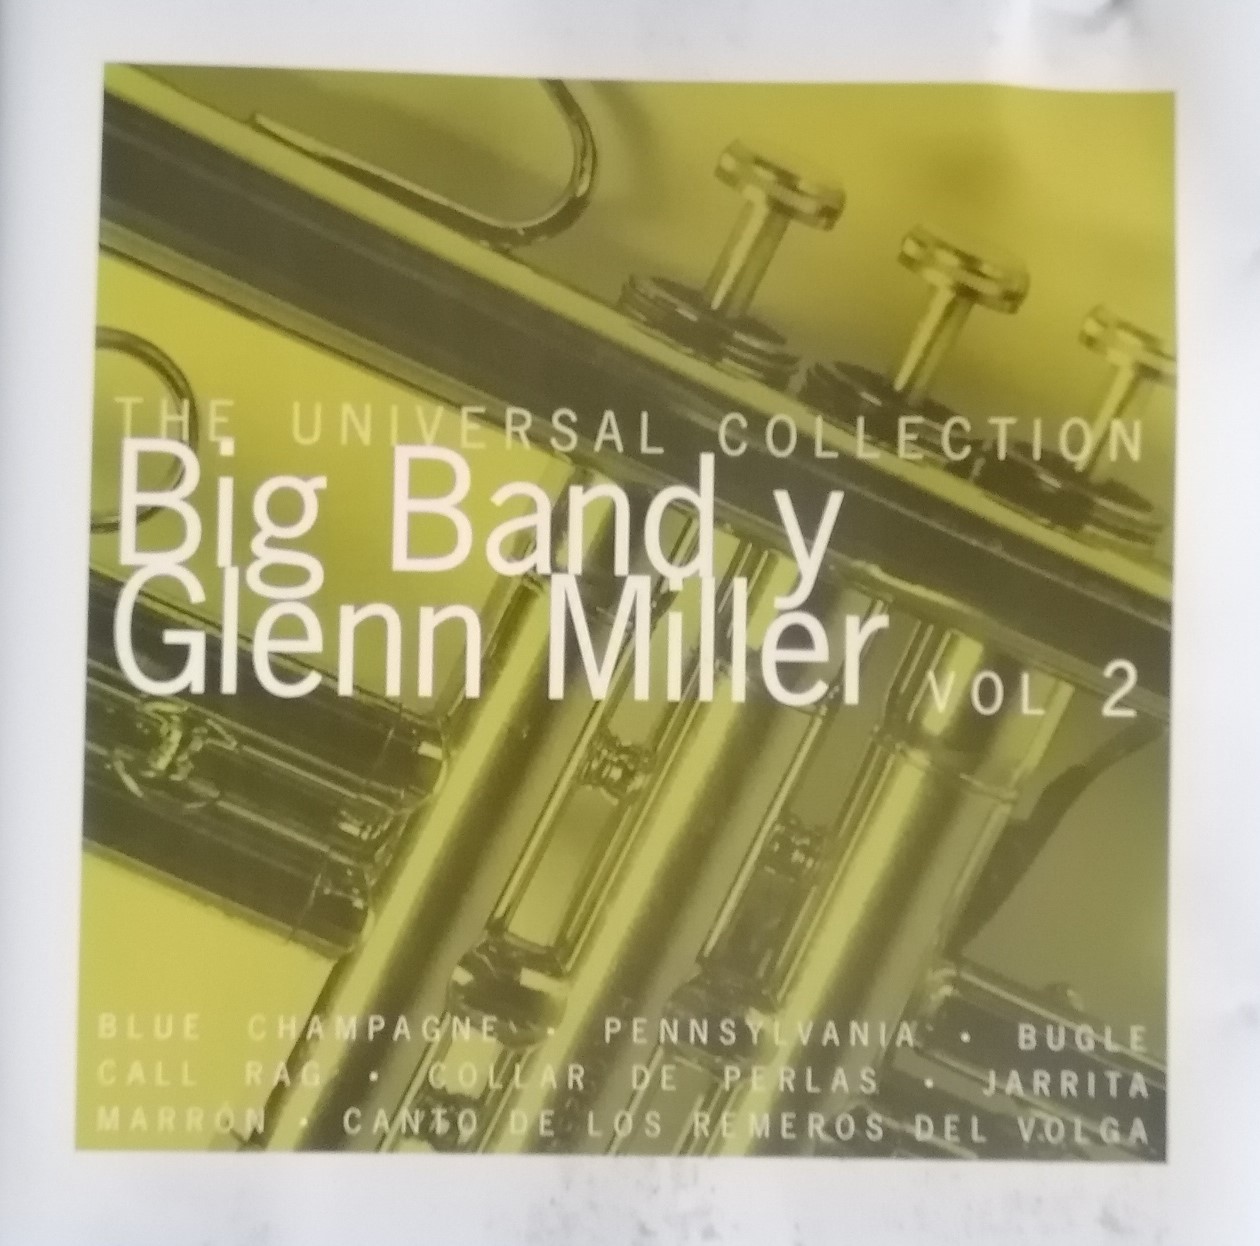 THE UNIVERSAL COLLECTION
Big Band y
Glenn Miller VOL 2
BLUE CHAMPAGNE · PENNSYLVANIA · BUGLE
CALL RAG · COLLAR DE PERLAS · JARRITA
MARRÓN · CANTO DE LOS REMEROS DEL VOLGA